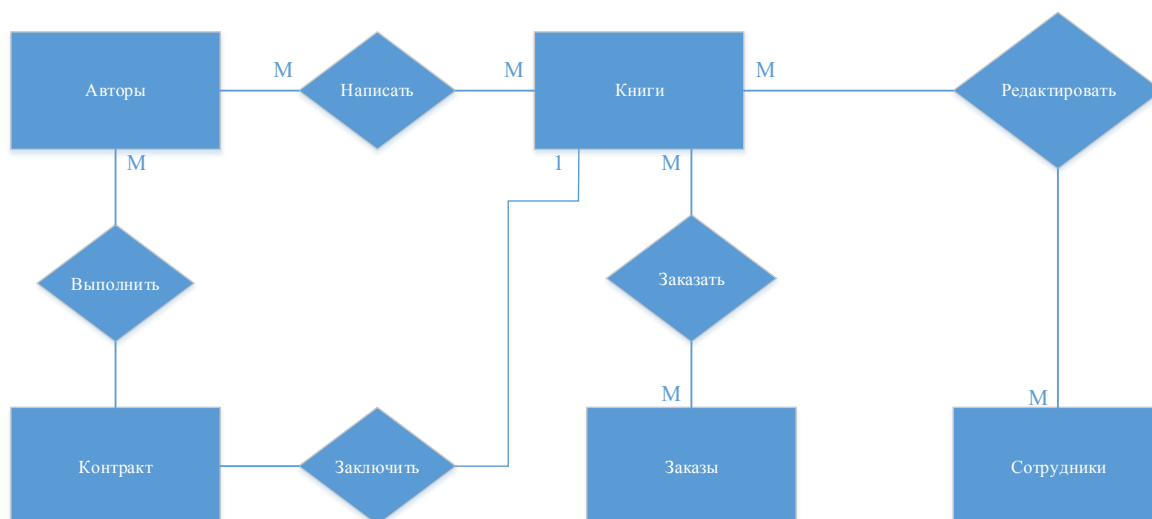 Авторы
М
Написать
М
Книги
М
Редактировать
М
1
М
Выполнить
Заказать
М
М
Контракт
Заключить
Заказы
Сотрудники